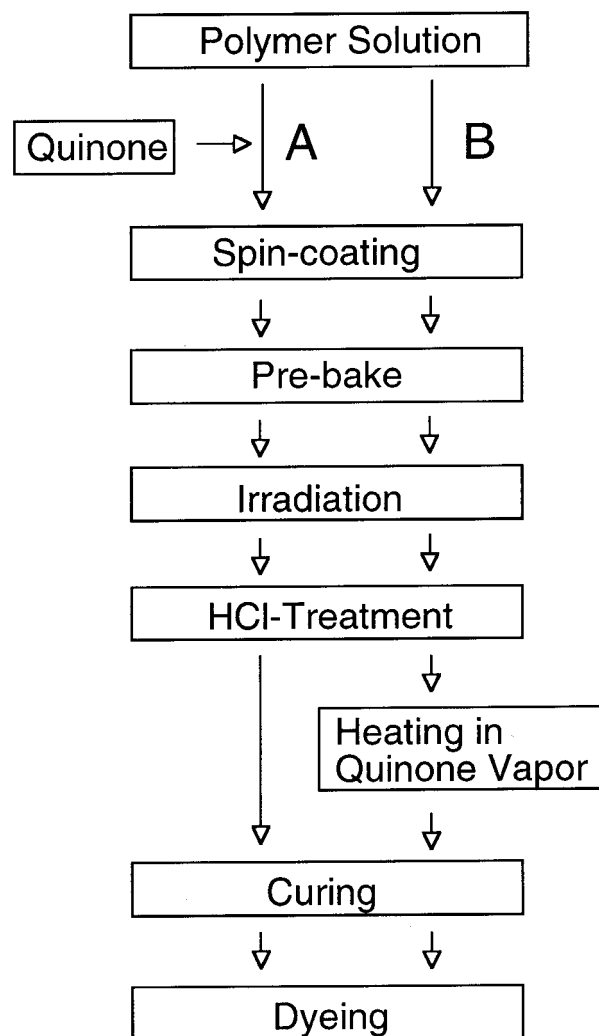 Polymer Solution
Quinone
A
B
Spin-coating
Pre-bake
Irradiation
HCl-Treatment
Heating in
Quinone Vapor
Curing
Dyeing